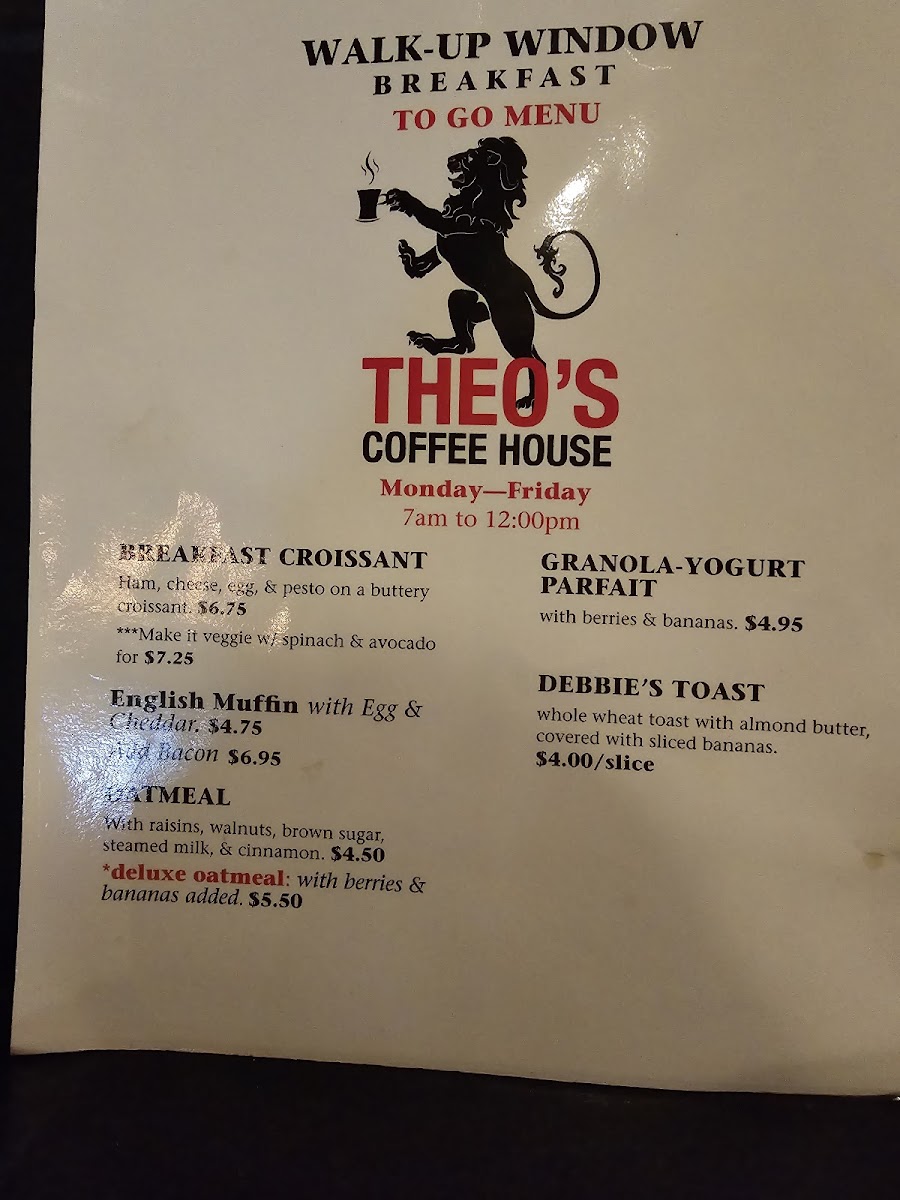 WALK-UP WINDOW
BREAKFAST
TO GO MENU
THEO'S
COFFEE HOUSE
Monday—Friday
7am to 12:00pm
BREAKFAST CROISSANT
Ham, cheese, egg, & pesto on a buttery
croissant. $6.75
***Make it veggie w/ spinach & avocado
for $7.25
English Muffin with Egg &
Cheddar. $4.75
Add Bacon $6.95
OATMEAL
With raisins, walnuts, brown sugar,
steamed milk, & cinnamon. $4.50
*deluxe oatmeal: with berries &
bananas added. $5.50
GRANOLA-YOGURT
PARFAIT
with berries & bananas. $4.95
DEBBIE'S TOAST
whole wheat toast with almond butter,
covered with sliced bananas.
$4.00/slice